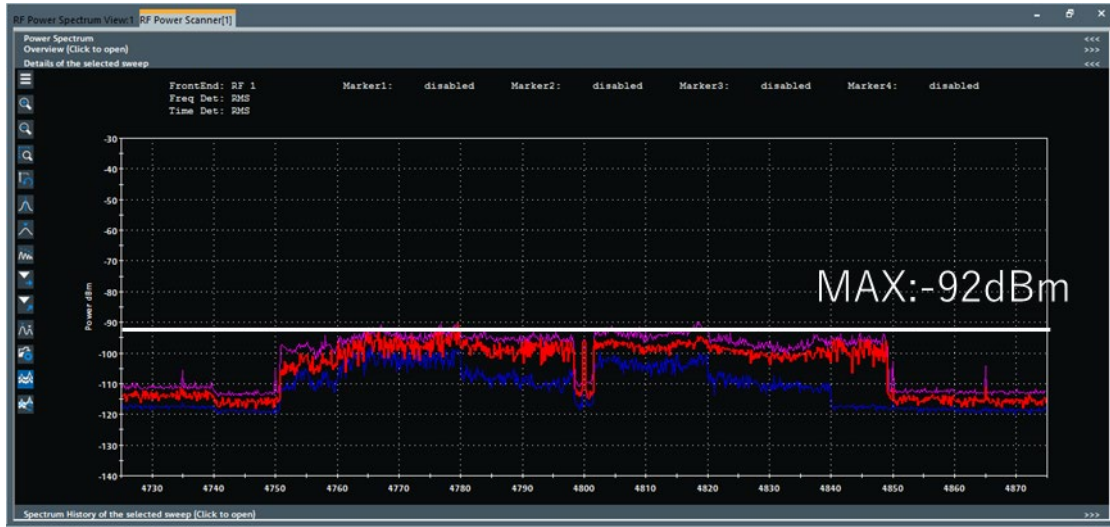 RF Power Spectrum View:1 RF Power Scanner[1]
Power Spectrum <<<
Overview (Click to open) >>>
Details of the selected sweep <<<
FrontEnd: RF 1 Marker1: disabled Marker2: disabled Marker3: disabled Marker4: disabled
Freq Det: RMS
Time Det: RMS
-30
-40
-50
-60
-70
-80
-90
-100
-110
-120
-130
-140
Power dBm
MAX:-92dBm
4730 4740 4750 4760 4770 4780 4790 4800 4810 4820 4830 4840 4850 4860 4870
Spectrum History of the selected sweep (Click to open) >>>